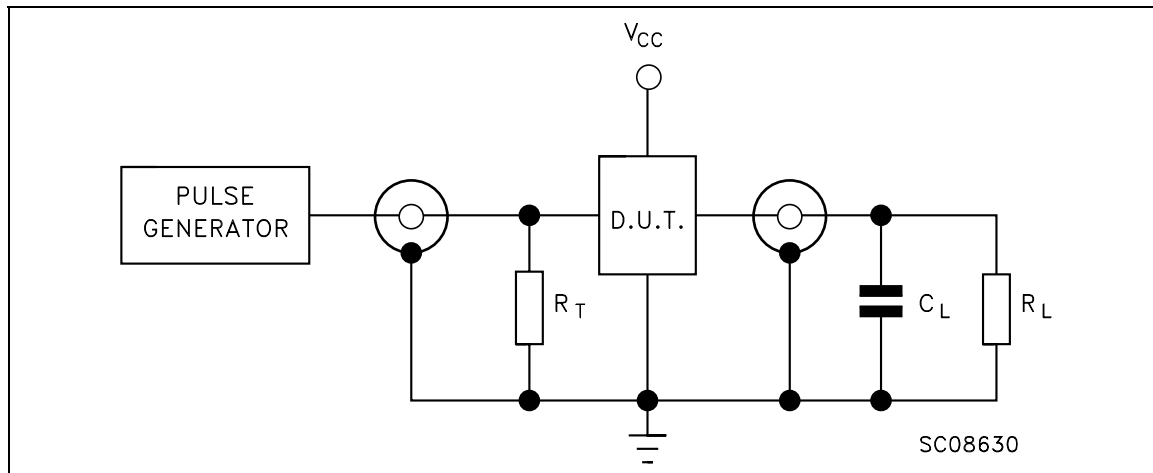 VCC
PULSE
GENERATOR
D.U.T.
RT
CL
RL
SC08630